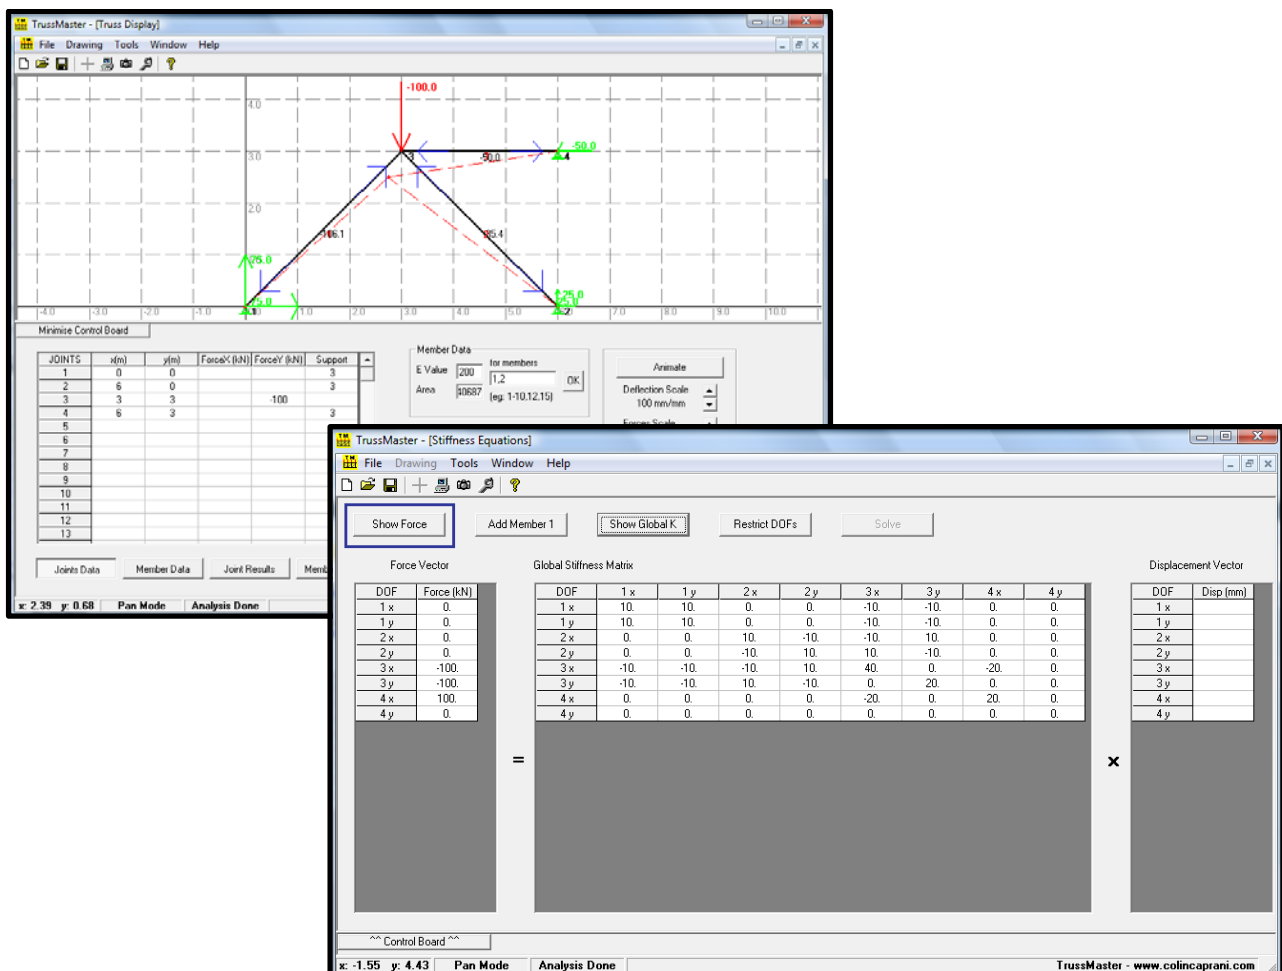 TrussMaster - [Truss Display]
File Drawing Tools Window Help
-100.0
4.0
3.0
3
-50.0
-50.0
4
2.0
-106.1
-35.4
75.0
75.0
1
25.0
25.0
2
-4.0 -3.0 -2.0 -1.0 1.0 2.0 3.0 4.0 5.0 7.0 8.0 9.0 10.0
Minimise Control Board
JOINTS x(m) y(m) ForceX (kN) ForceY (kN) Support
1 0 0 3
2 6 0 3
3 3 3 -100
4 6 3 3
5
6
7
8
9
10
11
12
13
Member Data
E Value 200 for members
1,2 OK
Area 40687 (eg: 1-10,12,15)
Animate
Deflection Scale
100 mm/mm
Forces Scale
Joints Data Member Data Joint Results
x: 2.39 y: 0.68 Pan Mode Analysis Done
TrussMaster - [Stiffness Equations]
File Drawing Tools Window Help
Show Force Add Member 1 Show Global K Restrict DOFs Solve
Force Vector Global Stiffness Matrix Displacement Vector
DOF Force (kN) DOF 1 x 1 y 2 x 2 y 3 x 3 y 4 x 4 y DOF Disp (mm)
1 x 0. 1 x 10. 10. 0. 0. -10. -10. 0. 0. 1 x
1 y 0. 1 y 10. 10. 0. 0. -10. -10. 0. 0. 1 y
2 x 0. 2 x 0. 0. 10. -10. -10. 10. 0. 0. 2 x
2 y 0. 2 y 0. 0. -10. 10. 10. -10. 0. 0. 2 y
3 x -100. 3 x -10. -10. -10. 10. 40. 0. -20. 0. 3 x
3 y -100. 3 y -10. -10. 10. -10. 0. 20. 0. 0. 3 y
4 x 100. 4 x 0. 0. 0. 0. -20. 0. 20. 0. 4 x
4 y 0. 4 y 0. 0. 0. 0. 0. 0. 0. 0. 4 y
= ×
^^ Control Board ^^
x: -1.55 y: 4.43 Pan Mode Analysis Done TrussMaster - www.colincaprani.com